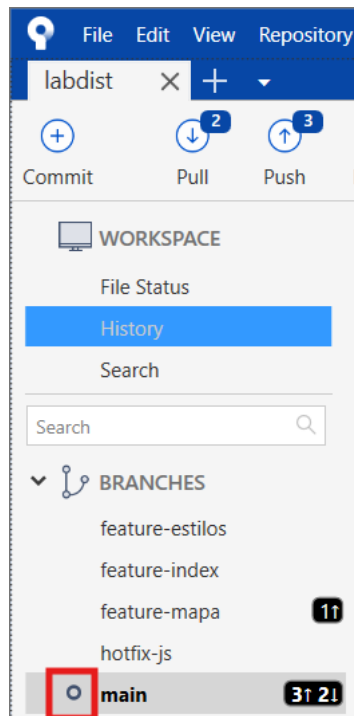 File Edit View Repository
labdist
2 3
Commit Pull Push
WORKSPACE
File Status
History
Search
Search
BRANCHES
feature-estilos
feature-index
feature-mapa 1↑
hotfix-js
main 3↑ 2↓